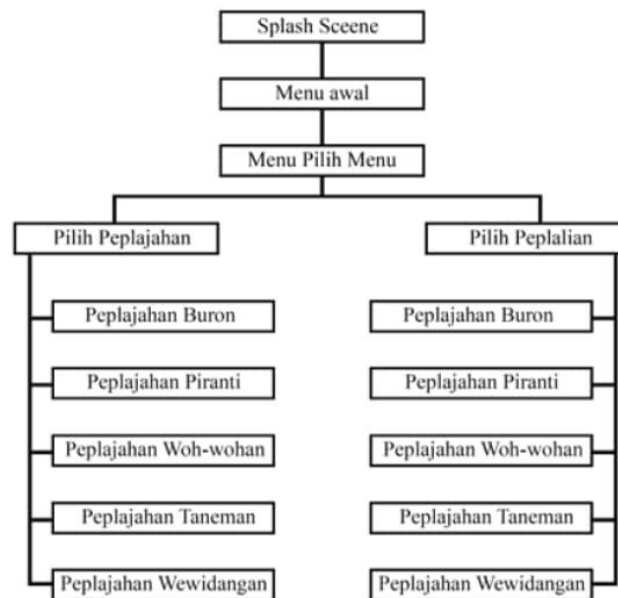 Splash Sceene
Menu awal
Menu Pilih Menu
Pilih Peplajahan
Pilih Peplalian
Peplajahan Buron
Peplajahan Buron
Peplajahan Piranti
Peplajahan Piranti
Peplajahan Woh-wohan
Peplajahan Woh-wohan
Peplajahan Taneman
Peplajahan Taneman
Peplajahan Wewidangan
Peplajahan Wewidangan